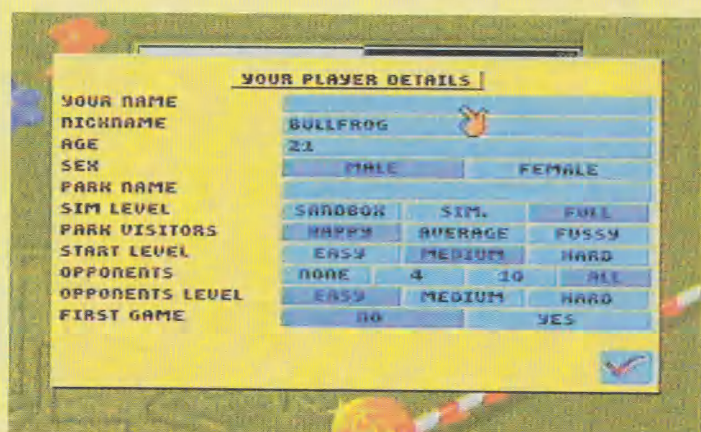 YOUR PLAYER DETAILS
YOUR NAME
NICKNAME BULLFROG
AGE 21
SEX MALE FEMALE
PARK NAME
SIM LEVEL SANDBOX SIM. FULL
PARK VISITORS HAPPY AVERAGE FUSSY
START LEVEL EASY MEDIUM HARD
OPPONENTS NONE 4 10 ALL
OPPONENTS LEVEL EASY MEDIUM HARD
FIRST GAME NO YES